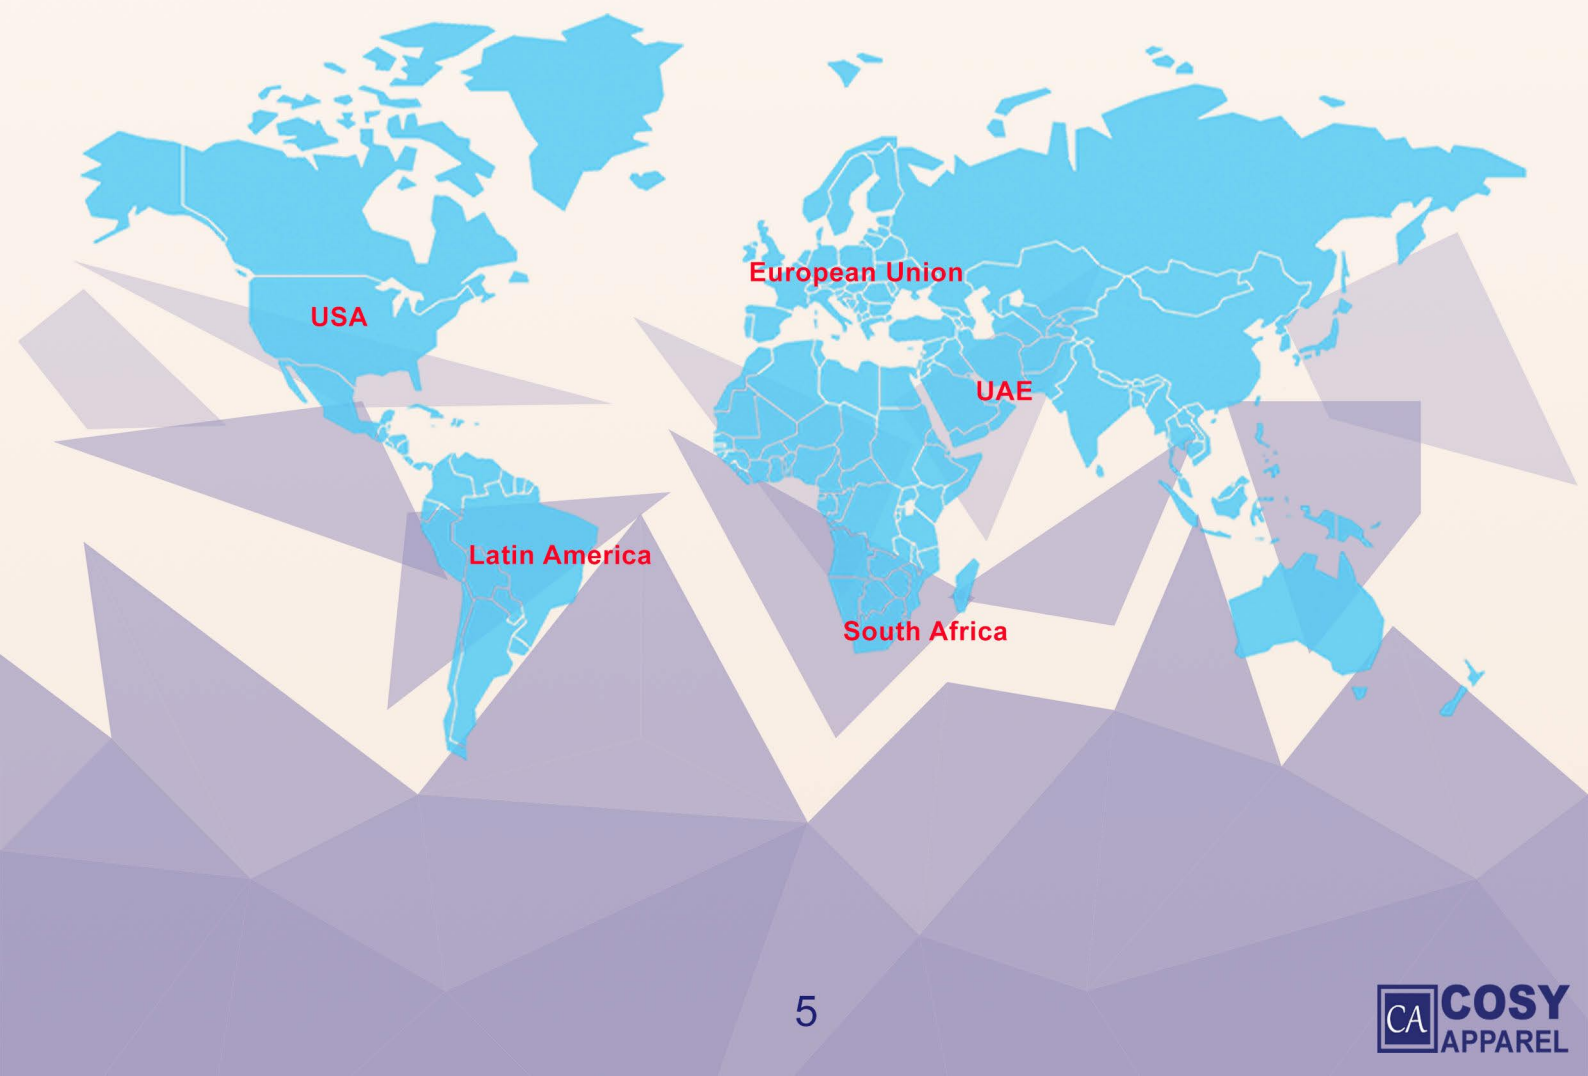 European Union
USA
UAE
Latin America
South Africa
5
CA
COSY
APPAREL